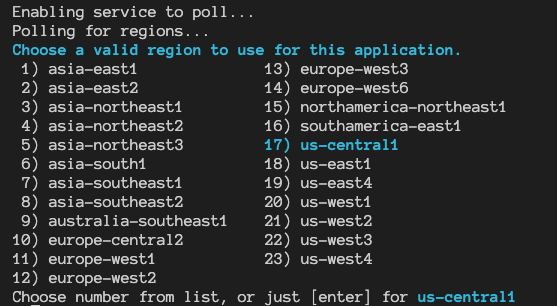 Enabling service to poll...
Polling for regions...
Choose a valid region to use for this application.
1) asia-east1 13) europe-west3
2) asia-east2 14) europe-west6
3) asia-northeast1 15) northamerica-northeast1
4) asia-northeast2 16) southamerica-east1
5) asia-northeast3 17) us-central1
6) asia-south1 18) us-east1
7) asia-southeast1 19) us-east4
8) asia-southeast2 20) us-west1
9) australia-southeast1 21) us-west2
10) europe-central2 22) us-west3
11) europe-west1 23) us-west4
12) europe-west2
Choose number from list, or just [enter] for us-central1